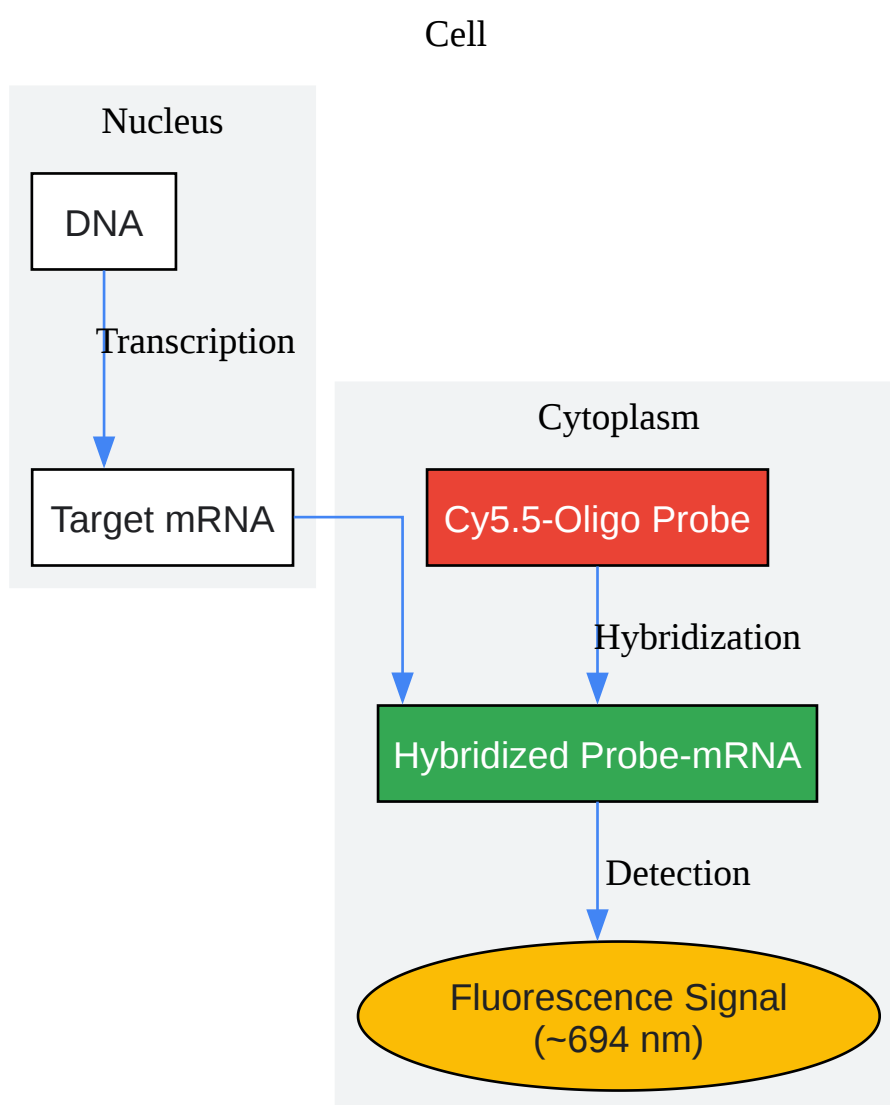 Cell
Nucleus
DNA
Transcription
Target mRNA
Cytoplasm
Cy5.5-Oligo Probe
Hybridization
Hybridized Probe-mRNA
Detection
Fluorescence Signal
(~694 nm)